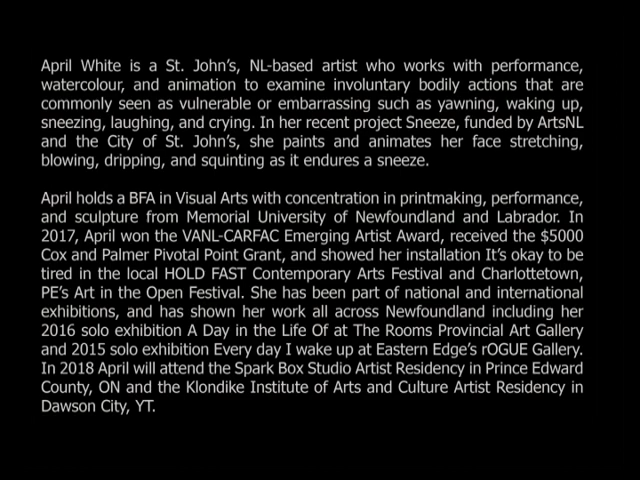 April White is a St. John's, NL-based artist who works with performance,
watercolour, and animation to examine involuntary bodily actions that are
commonly seen as vulnerable or embarrassing such as yawning, waking up,
sneezing, laughing, and crying. In her recent project Sneeze, funded by ArtsNL
and the City of St. John's, she paints and animates her face stretching,
blowing, dripping, and squinting as it endures a sneeze.
April holds a BFA in Visual Arts with concentration in printmaking, performance,
and sculpture from Memorial University of Newfoundland and Labrador. In
2017, April won the VANL-CARFAC Emerging Artist Award, received the $5000
Cox and Palmer Pivotal Point Grant, and showed her installation It's okay to be
tired in the local HOLD FAST Contemporary Arts Festival and Charlottetown,
PE's Art in the Open Festival. She has been part of national and international
exhibitions, and has shown her work all across Newfoundland including her
2016 solo exhibition A Day in the Life Of at The Rooms Provincial Art Gallery
and 2015 solo exhibition Every day I wake up at Eastern Edge's rOGUE Gallery.
In 2018 April will attend the Spark Box Studio Artist Residency in Prince Edward
County, ON and the Klondike Institute of Arts and Culture Artist Residency in
Dawson City, YT.